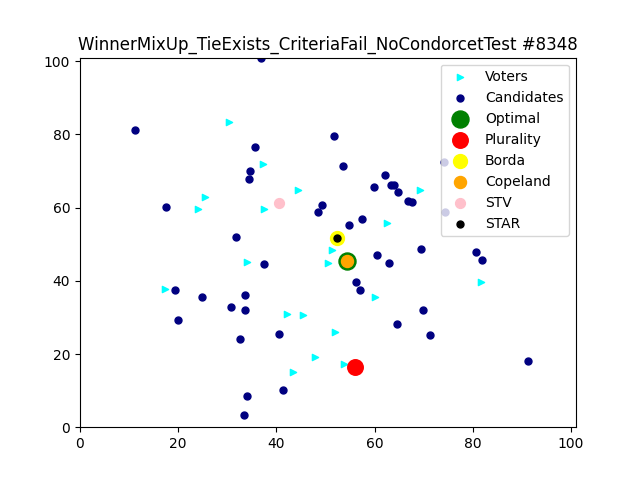 WinnerMixUp_TieExists_CriteriaFail_NoCondorcetTest #8348
100
80
60
40
20
0
0 20 40 60 80 100
Voters
Candidates
Optimal
Plurality
Borda
Copeland
STV
STAR